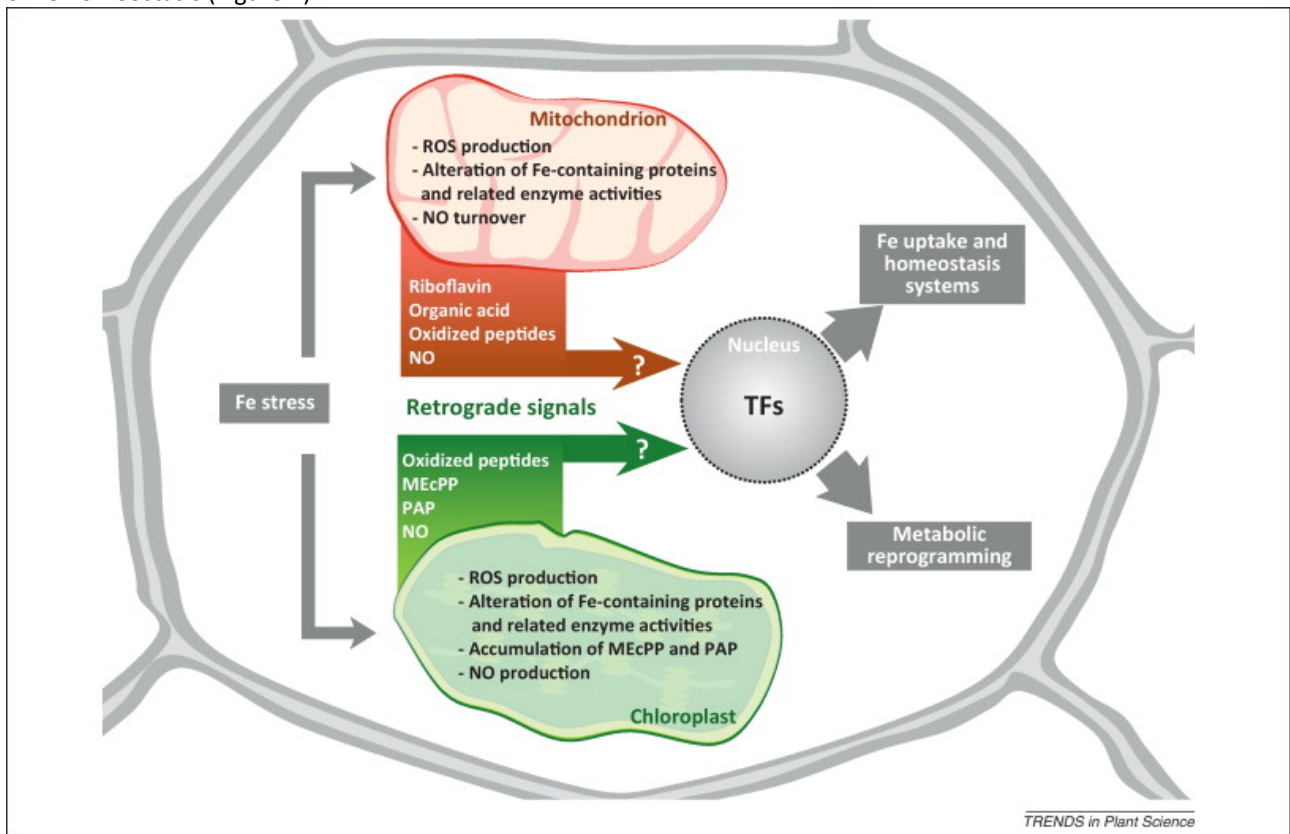 Mitochondrion
- ROS production
- Alteration of Fe-containing proteins
and related enzyme activities
- NO turnover
Riboflavin
Organic acid
Oxidized peptides
NO
?
Fe stress
Retrograde signals
Oxidized peptides
MEcPP
PAP
NO
?
- ROS production
- Alteration of Fe-containing proteins
and related enzyme activities
- Accumulation of MEcPP and PAP
- NO production
Chloroplast
Nucleus
TFs
Fe uptake and
homeostasis
systems
Metabolic
reprogramming
TRENDS in Plant Science